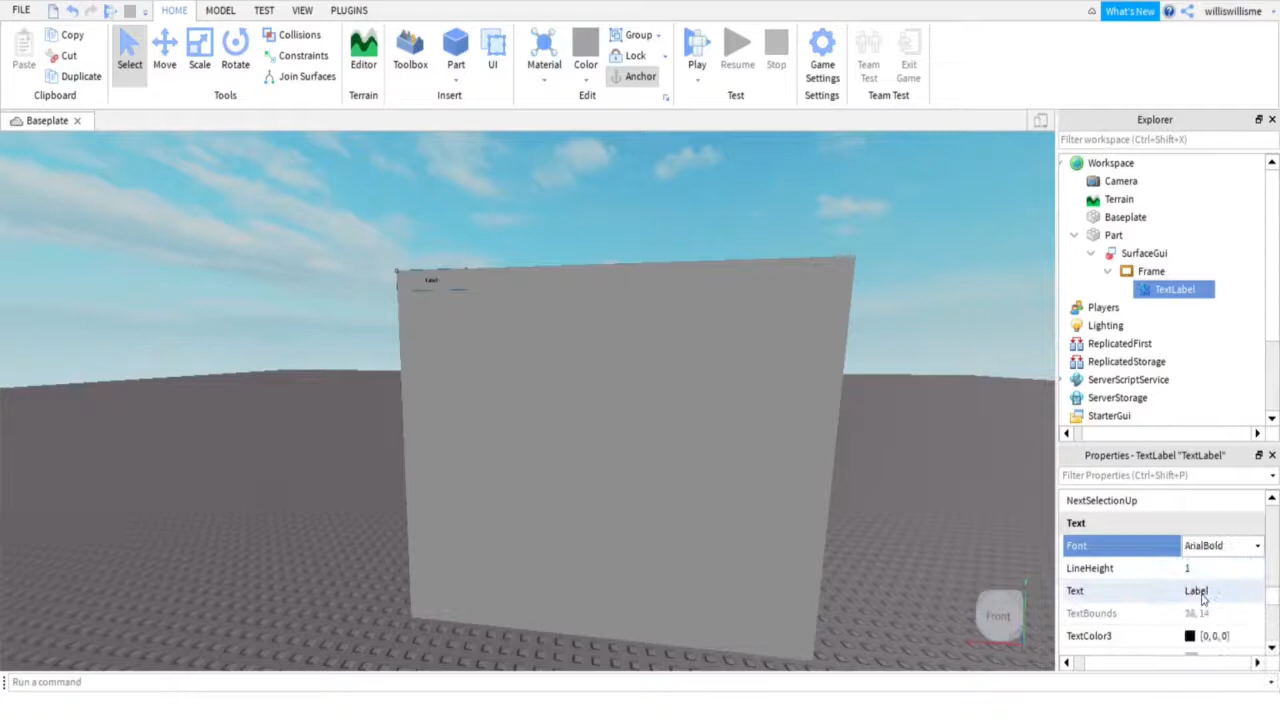 FILE HOME MODEL TEST VIEW PLUGINS What's New williswillisme
Paste Copy Cut Duplicate Clipboard
Select Move Scale Rotate Collisions Constraints Join Surfaces Tools
Editor Terrain
Toolbox Part UI Insert
Material Color Group Lock Anchor Edit
Play Resume Stop Test
Game Settings Settings
Team Test Exit Game Team Test
Baseplate
Label
Front
Explorer
Filter workspace (Ctrl+Shift+X)
Workspace
Camera
Terrain
Baseplate
Part
SurfaceGui
Frame
TextLabel
Players
Lighting
ReplicatedFirst
ReplicatedStorage
ServerScriptService
ServerStorage
StarterGui
Properties - TextLabel "TextLabel"
Filter Properties (Ctrl+Shift+P)
NextSelectionUp
Text
Font ArialBold
LineHeight 1
Text Label
TextBounds 38, 14
TextColor3 [0, 0, 0]
Run a command